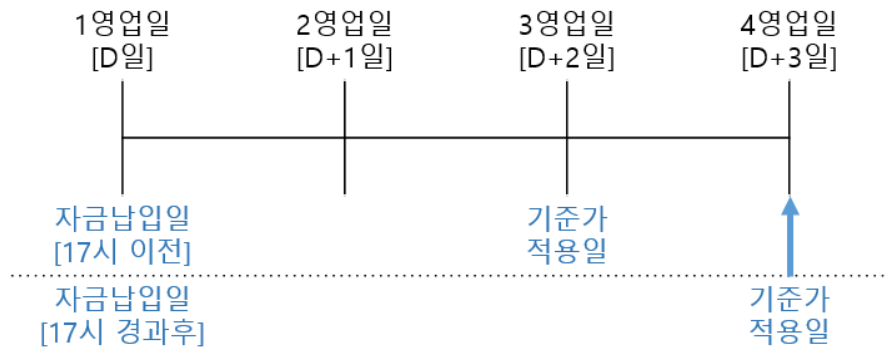 1영업일 2영업일 3영업일 4영업일
[D일] [D+1일] [D+2일] [D+3일]
자금납입일 기준가
[17시 이전] 적용일
자금납입일 기준가
[17시 경과후] 적용일